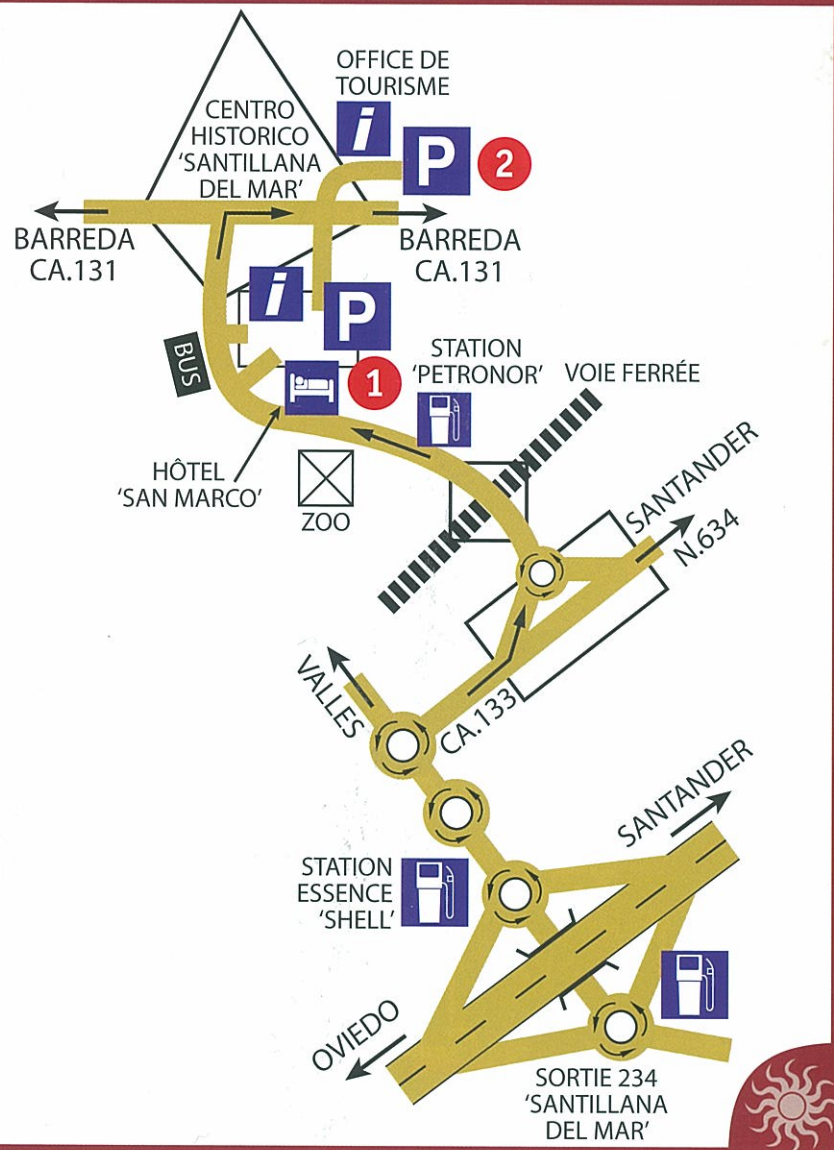 OFFICE DE
TOURISME
i
P
2
CENTRO
HISTORICO
'SANTILLANA
DEL MAR'
BARREDA
CA.131
BARREDA
CA.131
i
P
BUS
1
STATION
'PETRONOR'
VOIE FERRÉE
HÔTEL
'SAN MARCO'
ZOO
SANTANDER
N.634
VALLES
CA.133
SANTANDER
STATION
ESSENCE
'SHELL'
OVIEDO
SORTIE 234
'SANTILLANA
DEL MAR'